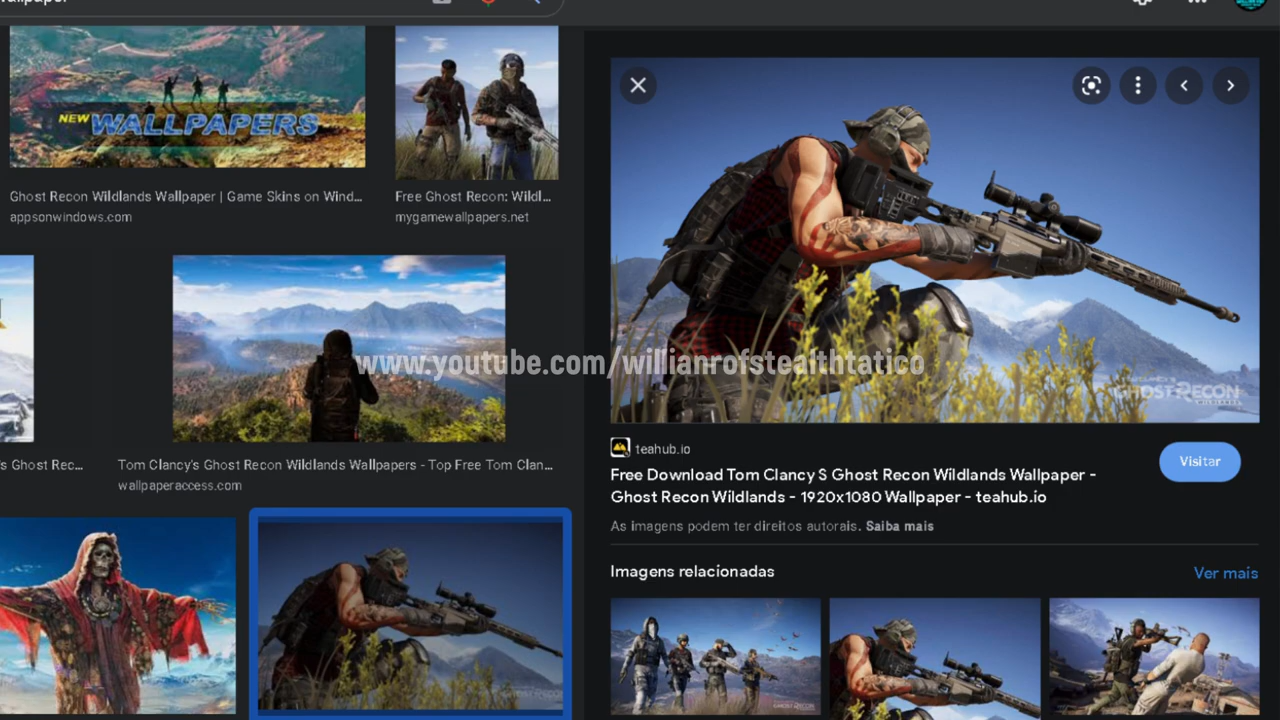 NEW WALLPAPERS
Ghost Recon Wildlands Wallpaper | Game Skins on Wind...
appsonwindows.com
Free Ghost Recon: Wildl...
mygamewallpapers.net
's Ghost Rec...
Tom Clancy's Ghost Recon Wildlands Wallpapers - Top Free Tom Clan...
wallpaperaccess.com
www.youtube.com/willianrofstealthtatico
GHOST RECON
WILDLANDS
teahub.io
Free Download Tom Clancy S Ghost Recon Wildlands Wallpaper -
Ghost Recon Wildlands - 1920x1080 Wallpaper - teahub.io
Visitar
As imagens podem ter direitos autorais. Saiba mais
Imagens relacionadas
Ver mais